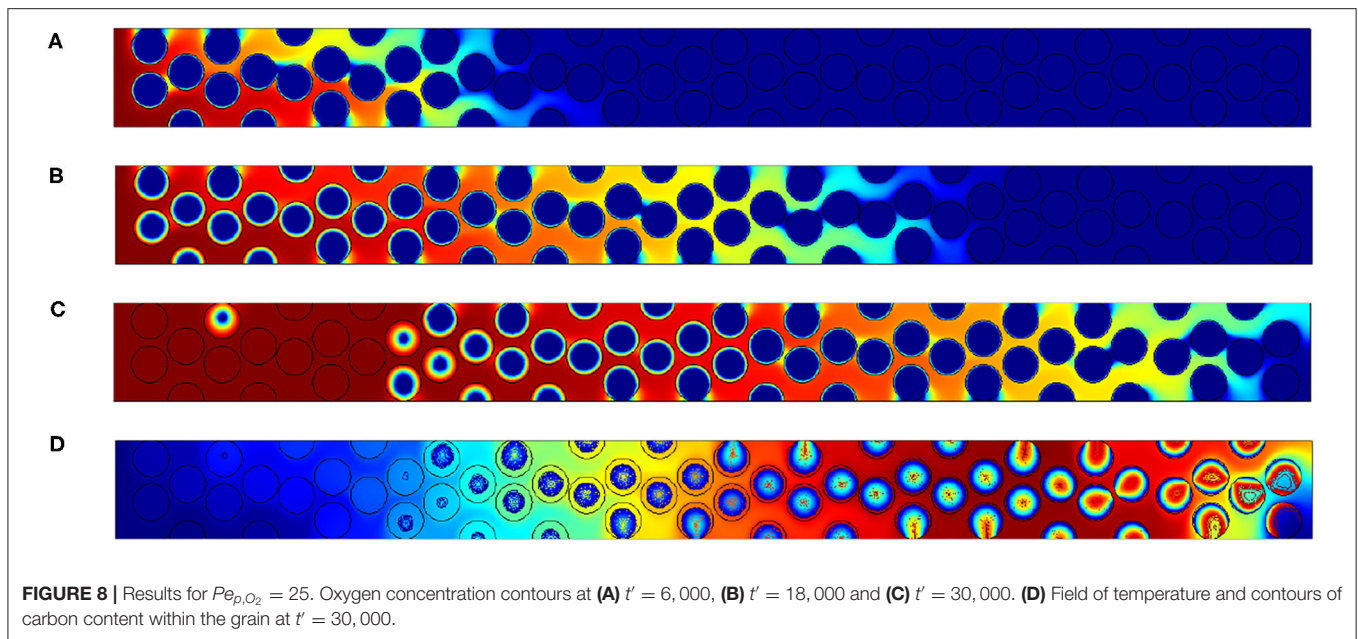 A
B
C
D
FIGURE 8 | Results for Pe_{p,O_2} = 25. Oxygen concentration contours at (A) t′ = 6, 000, (B) t′ = 18, 000 and (C) t′ = 30, 000. (D) Field of temperature and contours of
carbon content within the grain at t′ = 30, 000.